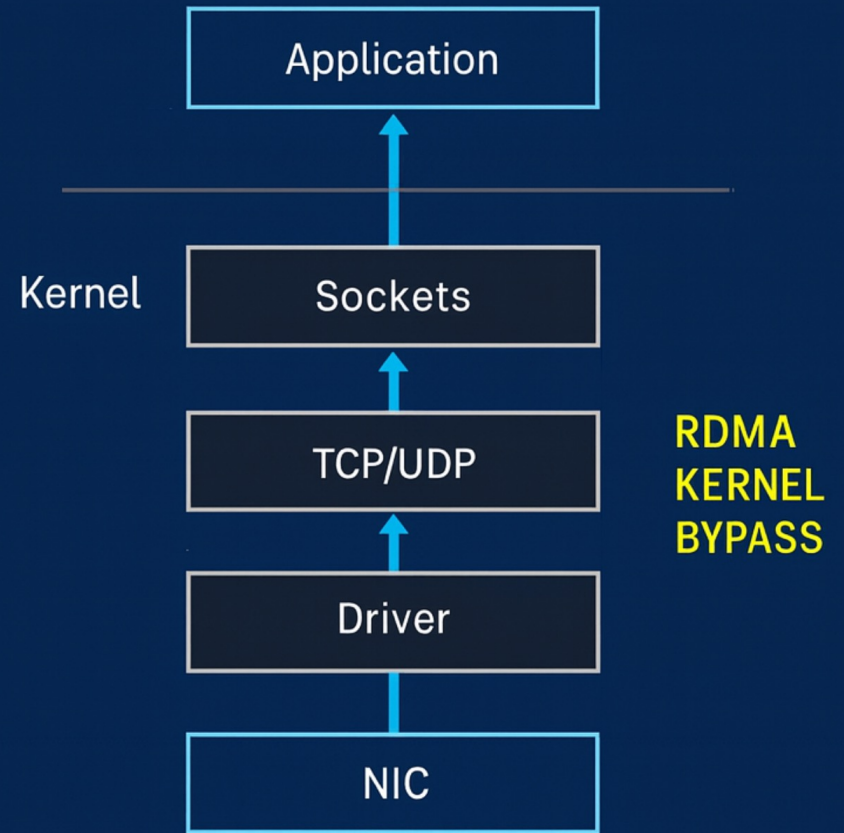 Application
Kernel
Sockets
TCP/UDP
RDMA
KERNEL
BYPASS
Driver
NIC